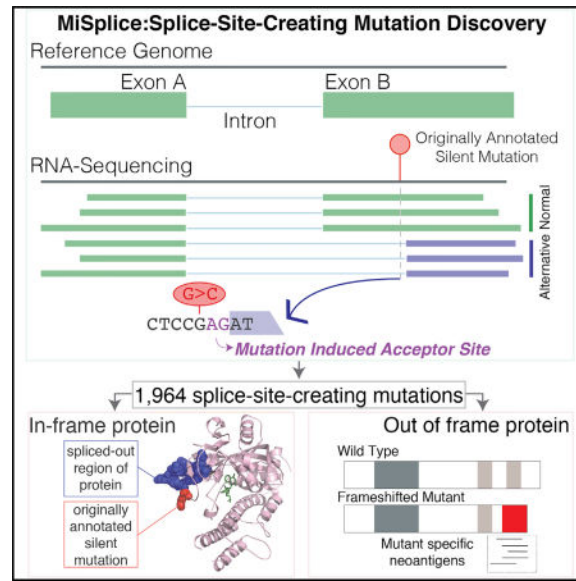 MiSplice:Splice-Site-Creating Mutation Discovery
Reference Genome
Exon A
Exon B
Intron
Originally Annotated
Silent Mutation
RNA-Sequencing
Alternative Normal
G>C
CTCCGAGAT
Mutation Induced Acceptor Site
1,964 splice-site-creating mutations
In-frame protein
spliced-out
region of
protein
originally
annotated
silent
mutation
Out of frame protein
Wild Type
Frameshifted Mutant
Mutant specific
neoantigens